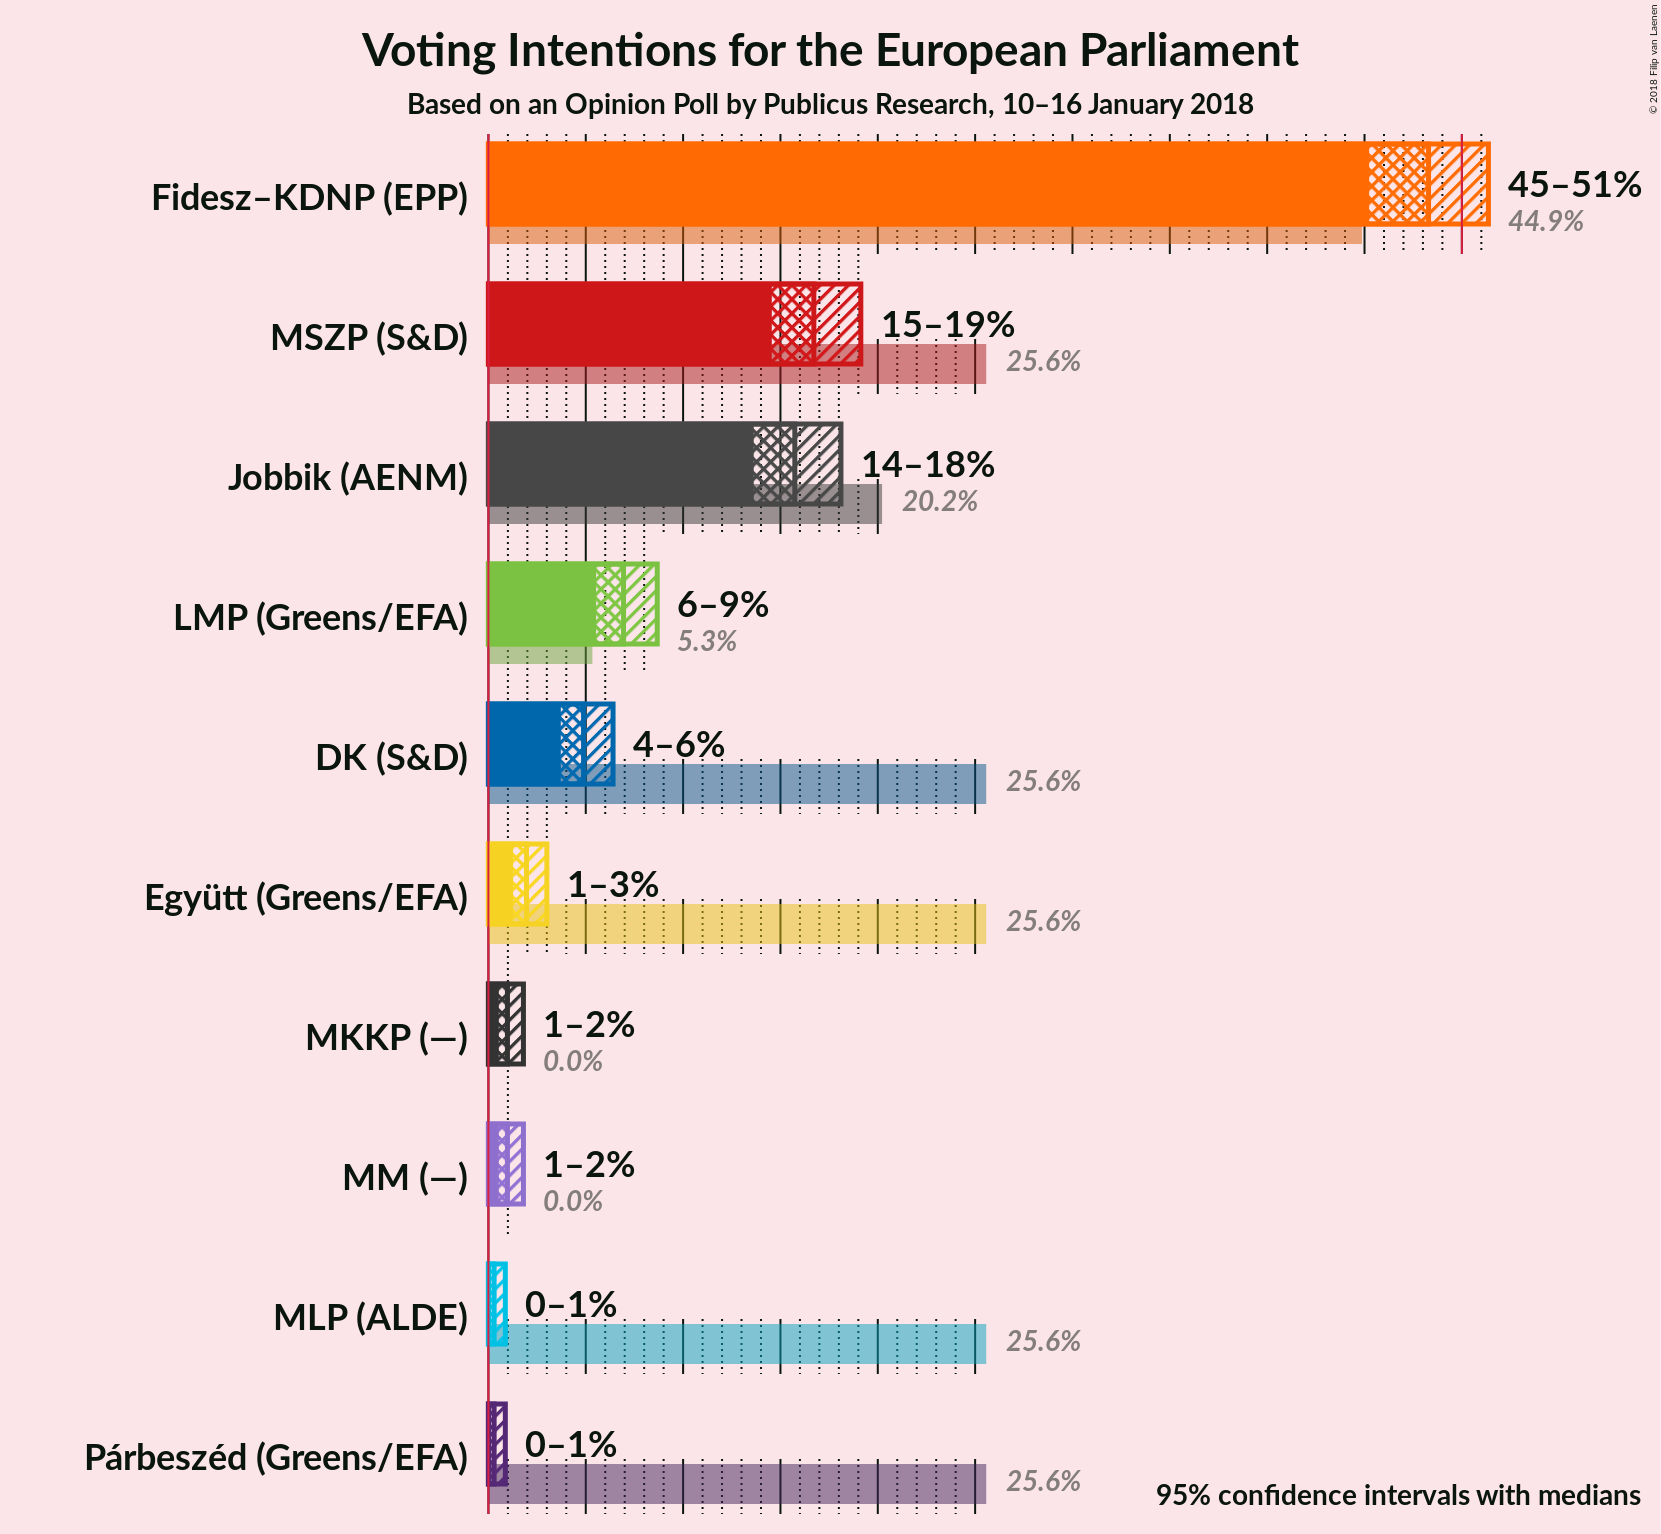 Voting Intentions for the European Parliament
Based on an Opinion Poll by Publicus Research, 10–16 January 2018
© 2018 Filip van Laenen
Fidesz–KDNP (EPP)
45–51%
44.9%
MSZP (S&D)
15–19%
25.6%
Jobbik (AENM)
14–18%
20.2%
LMP (Greens/EFA)
6–9%
5.3%
DK (S&D)
4–6%
25.6%
Együtt (Greens/EFA)
1–3%
25.6%
MKKP (—)
1–2%
0.0%
MM (—)
1–2%
0.0%
MLP (ALDE)
0–1%
25.6%
Párbeszéd (Greens/EFA)
0–1%
25.6%
95% confidence intervals with medians